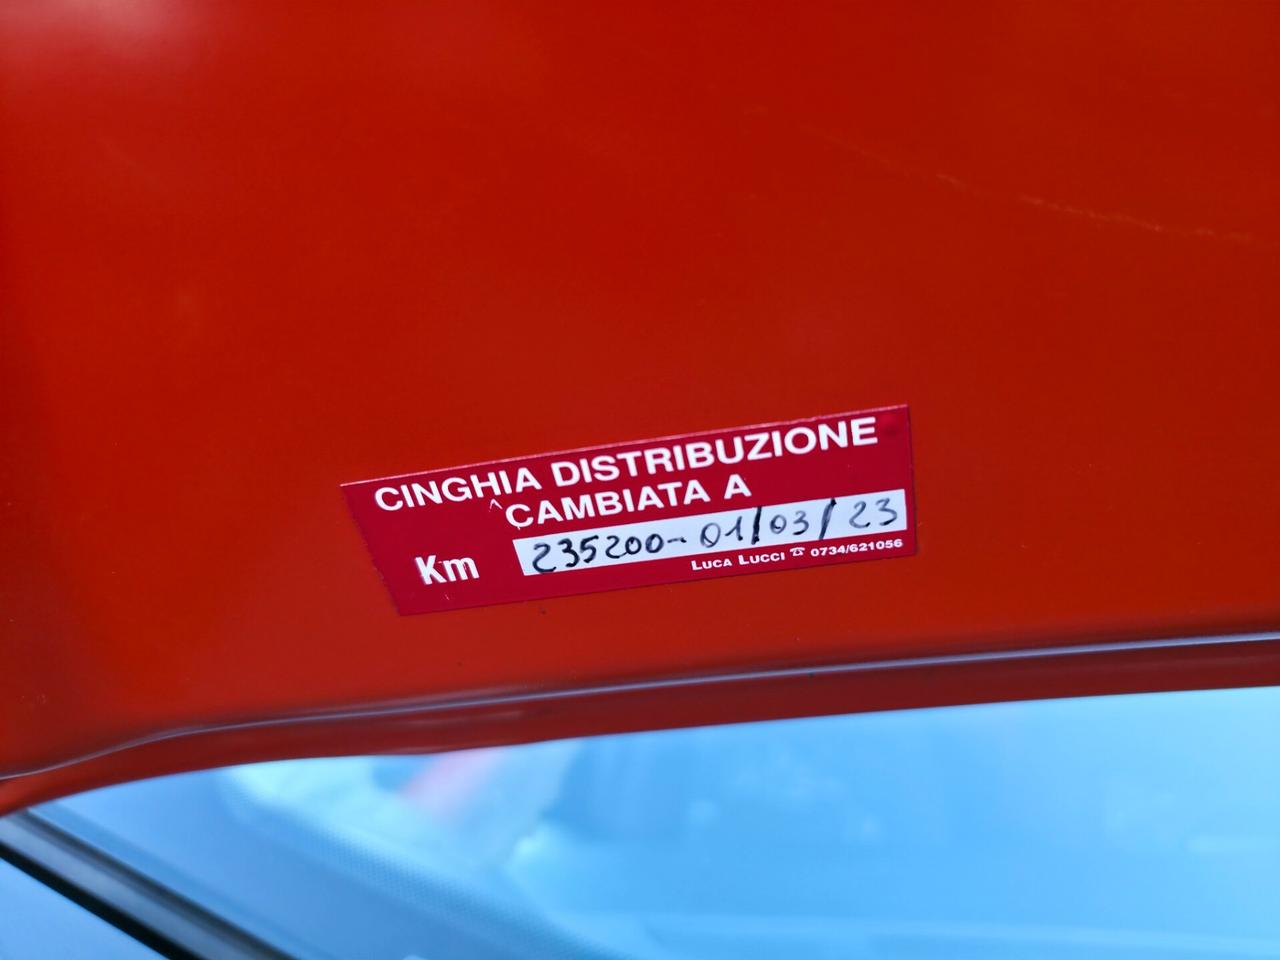 CINGHIA DISTRIBUZIONE
CAMBIATA A
Km 235200- 01/03/23
LUCA LUCCI ☎ 0734/621056